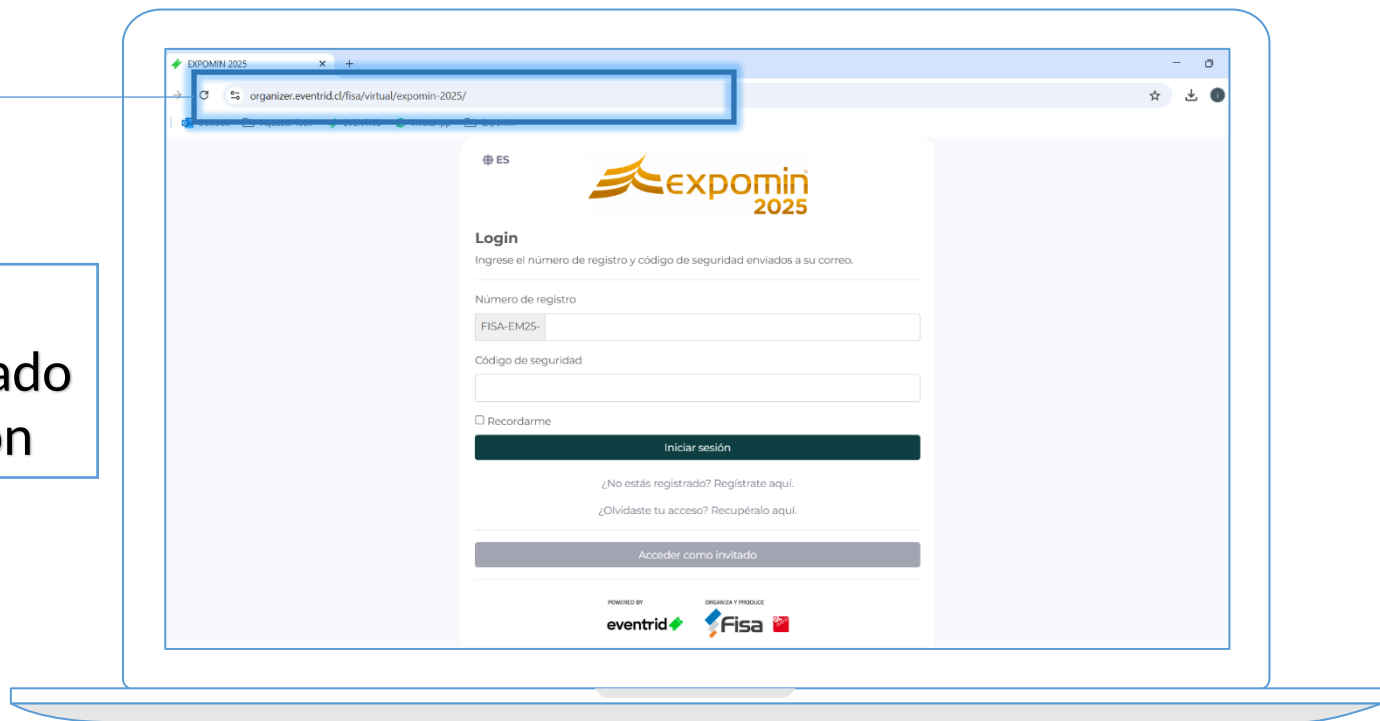 EXPOMIN 2025
organizer.eventrid.cl/fisa/virtual/expomin-2025/
ES
expomin
2025
Login
Ingrese el número de registro y código de seguridad enviados a su correo.
Número de registro
FISA-EM25-
Código de seguridad
Recordarme
Iniciar sesión
¿No estás registrado? Regístrate aquí.
¿Olvidaste tu acceso? Recupéralo aquí.
Acceder como invitado
POWERED BY
eventrid
ORGANIZA Y PRODUCE
Fisa